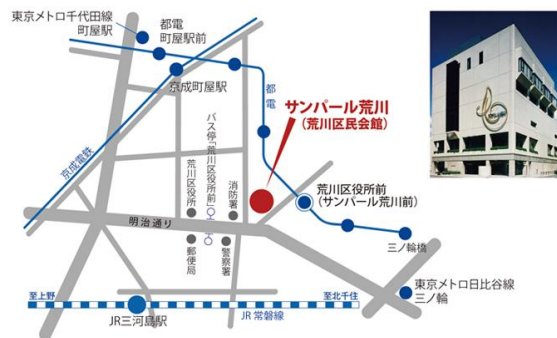 東京メトロ千代田線
町屋駅
都電
町屋駅前
京成町屋駅
都電
サンパール荒川
(荒川区民会館)
京成電鉄
バス停「荒川区役所前」
荒川区役所
消防署
荒川区役所前
(サンパール荒川前)
明治通り
郵便局
警察署
三ノ輪橋
東京メトロ日比谷線
三ノ輪
至上野
至北千住
JR三河島駅
JR 常磐線